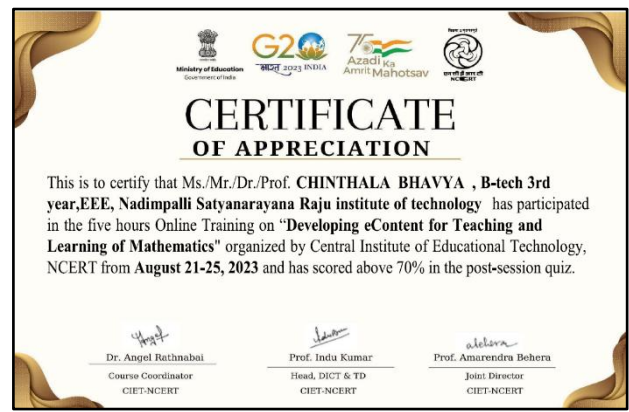 Ministry of Education
Government of India
G20
भारत 2023 INDIA
75
Azadi Ka
Amrit Mahotsav
एन सी ई आर टी
NCERT
CERTIFICATE
OF APPRECIATION
This is to certify that Ms./Mr./Dr./Prof. CHINTHALA BHAVYA , B-tech 3rd
year,EEE, Nadimpalli Satyanarayana Raju institute of technology has participated
in the five hours Online Training on “Developing eContent for Teaching and
Learning of Mathematics" organized by Central Institute of Educational Technology,
NCERT from August 21-25, 2023 and has scored above 70% in the post-session quiz.
Dr. Angel Rathnabai
Course Coordinator
CIET-NCERT
Prof. Indu Kumar
Head, DICT & TD
CIET-NCERT
Prof. Amarendra Behera
Joint Director
CIET-NCERT